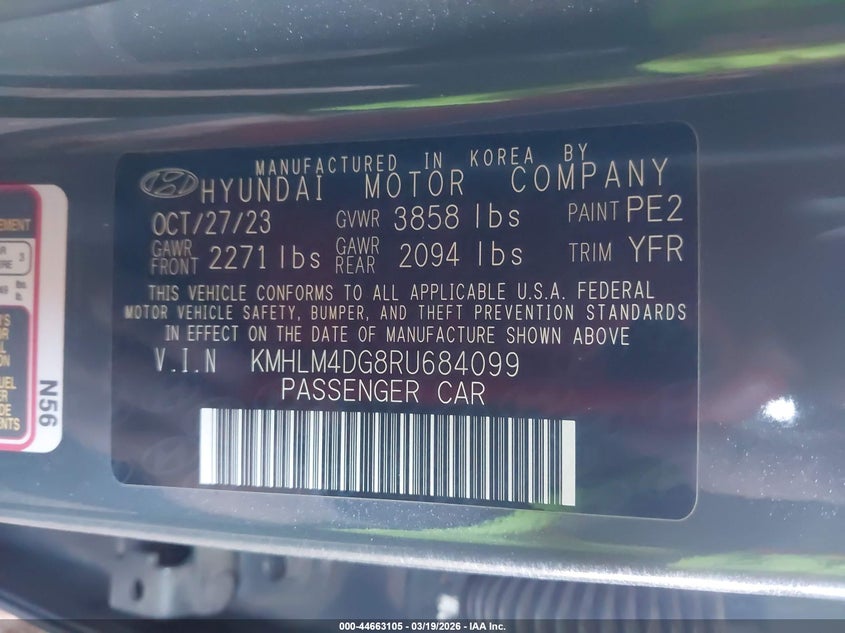 MANUFACTURED IN KOREA BY
HYUNDAI MOTOR COMPANY
OCT/27/23 GVWR 3858 lbs PAINT PE2
GAWR FRONT 2271 lbs GAWR REAR 2094 lbs TRIM YFR
THIS VEHICLE CONFORMS TO ALL APPLICABLE U.S.A. FEDERAL
MOTOR VEHICLE SAFETY, BUMPER, AND THEFT PREVENTION STANDARDS
IN EFFECT ON THE DATE OF MANUFACTURE SHOWN ABOVE
V.I.N KMHLM4DG8RU684099
PASSENGER CAR
N56
000-44663105 - 03/19/2026 - IAA Inc.